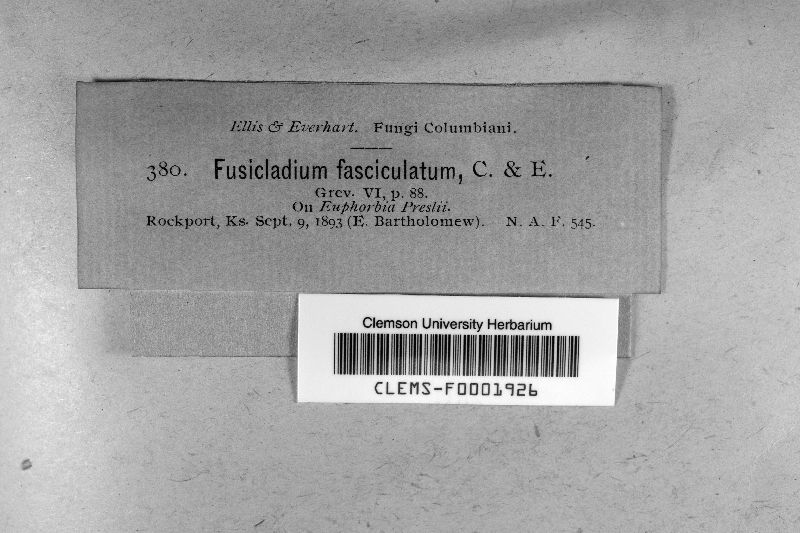 Ellis & Everhart. Fungi Columbiani.
380. Fusicladium fasciculatum, C. & E.
Grev. VI, p. 88.
On Euphorbia Preslii.
Rockport, Ks. Sept. 9, 1893 (E. Bartholomew). N. A. F. 545.
Clemson University Herbarium
CLEMS-F0001926